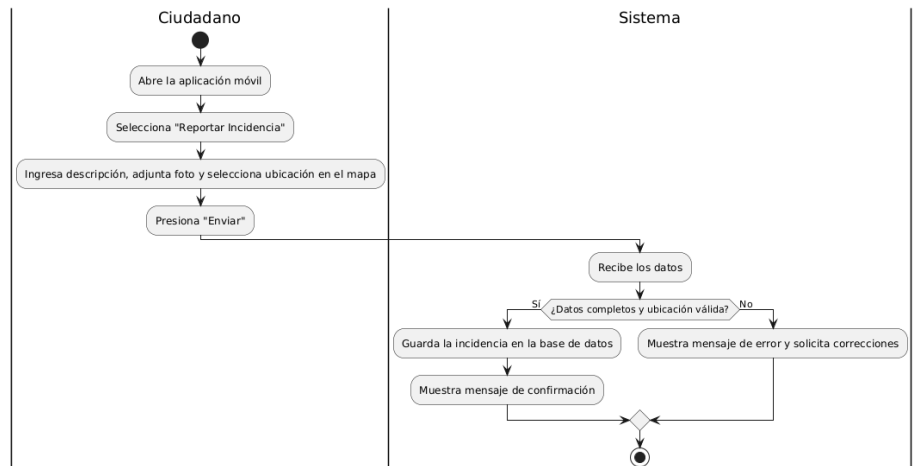 Ciudadano
Sistema
Abre la aplicación móvil
Selecciona "Reportar Incidencia"
Ingresa descripción, adjunta foto y selecciona ubicación en el mapa
Presiona "Enviar"
Recibe los datos
Sí
¿Datos completos y ubicación válida?
No
Guarda la incidencia en la base de datos
Muestra mensaje de error y solicita correcciones
Muestra mensaje de confirmación